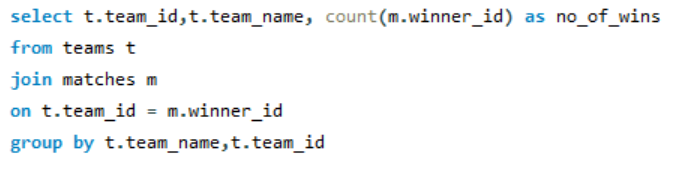 select t.team_id,t.team_name, count(m.winner_id) as no_of_wins
from teams t
join matches m
on t.team_id = m.winner_id
group by t.team_name,t.team_id